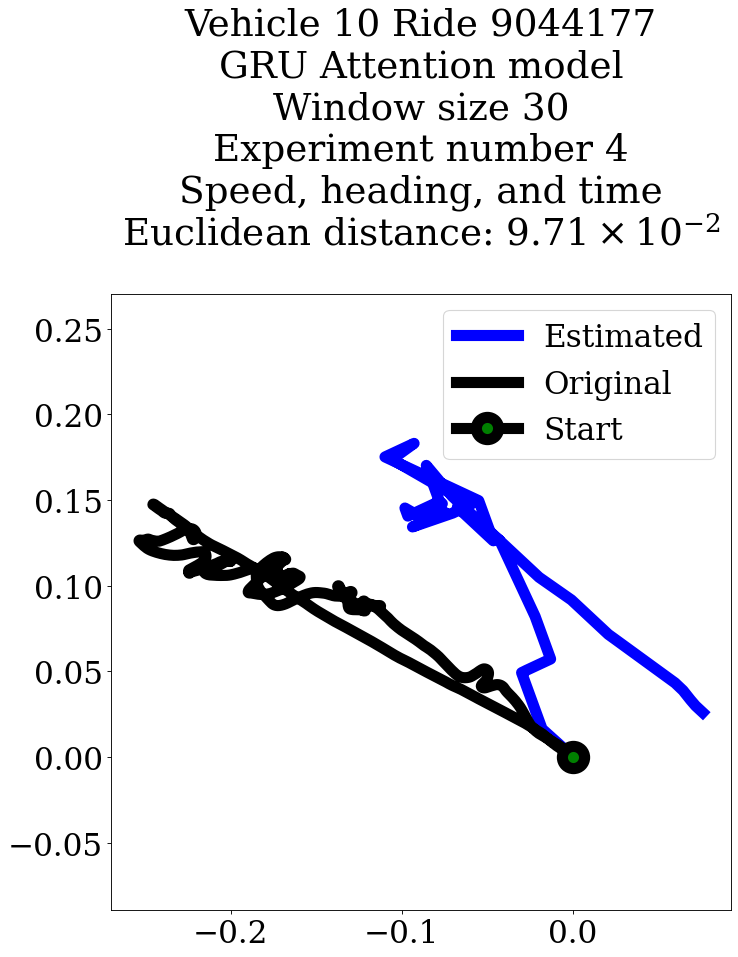 Vehicle 10 Ride 9044177
GRU Attention model
Window size 30
Experiment number 4
Speed, heading, and time
Euclidean distance: 9.71 × 10⁻²
Estimated
Original
Start
0.25
0.20
0.15
0.10
0.05
0.00
−0.05
−0.2
−0.1
0.0